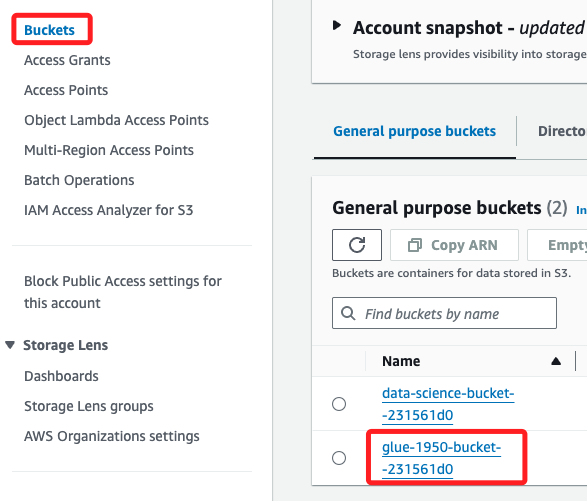 Buckets
Access Grants
Access Points
Object Lambda Access Points
Multi-Region Access Points
Batch Operations
IAM Access Analyzer for S3
Block Public Access settings for
this account
Storage Lens
Dashboards
Storage Lens groups
AWS Organizations settings
Account snapshot - updated
Storage lens provides visibility into storage
General purpose buckets
Directo
General purpose buckets (2) In
Copy ARN
Empty
Buckets are containers for data stored in S3.
Find buckets by name
Name
data-science-bucket-
-231561d0
glue-1950-bucket-
-231561d0